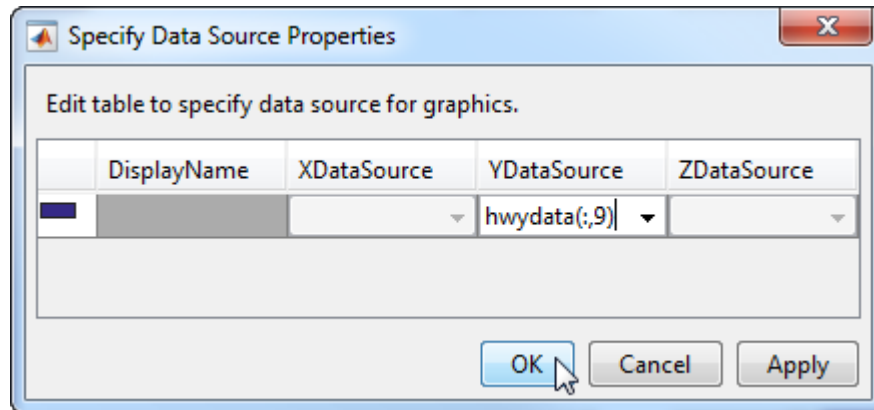 Specify Data Source Properties
Edit table to specify data source for graphics.
DisplayName XDataSource YDataSource ZDataSource
hwydata(:,9)
OK Cancel Apply